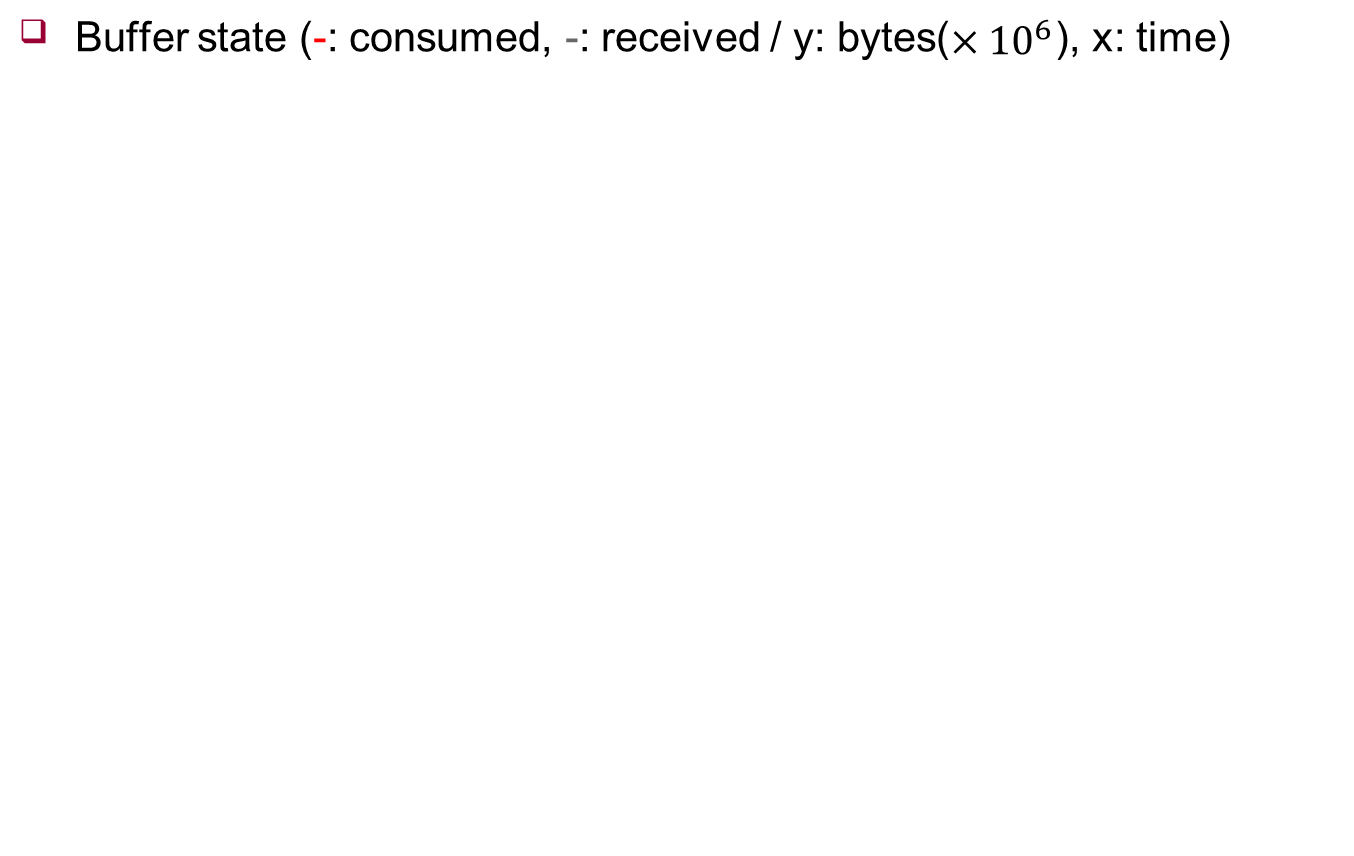 ❑ Buffer state (-: consumed, -: received / y: bytes(× 10⁶), x: time)